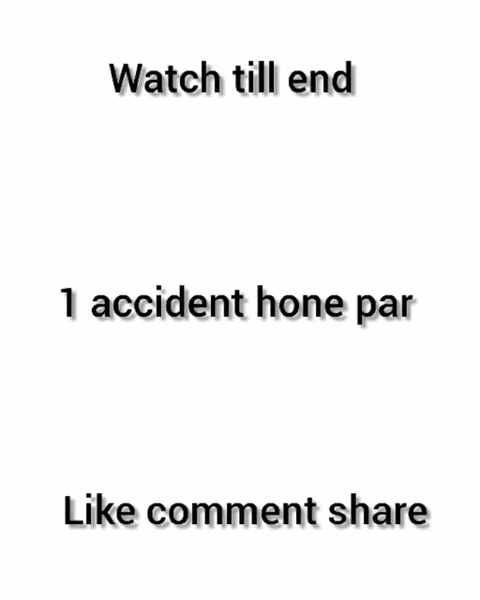 Watch till end
1 accident hone par
Like comment share